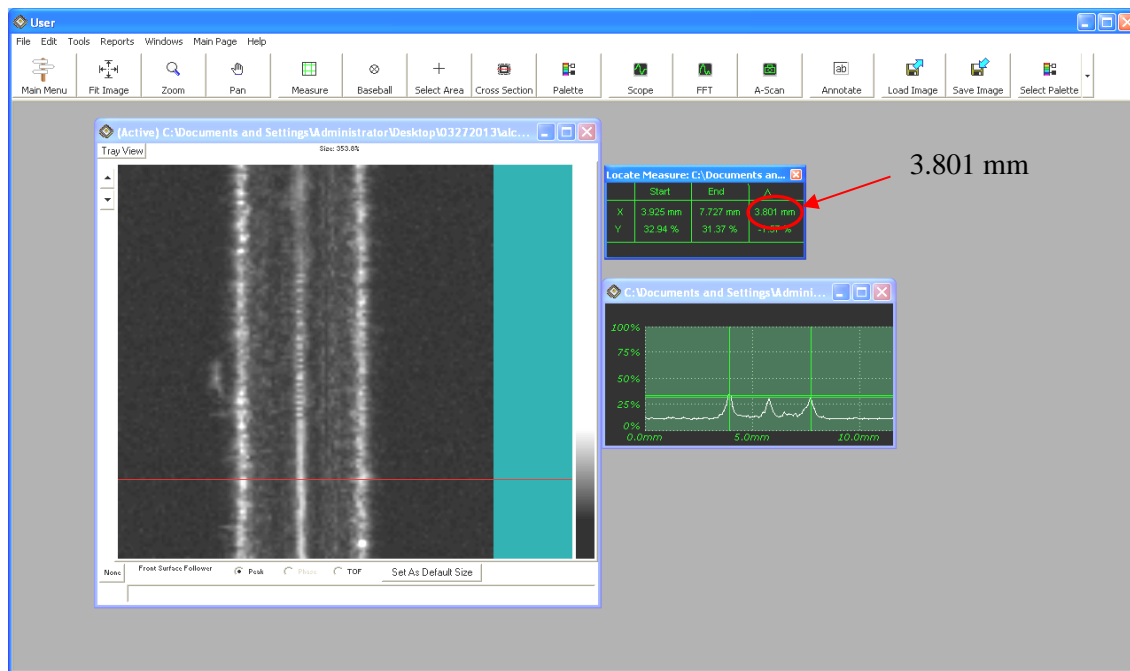 User
File Edit Tools Reports Windows Main Page Help
Main Menu Fit Image Zoom Pan Measure Baseball Select Area Cross Section Palette Scope FFT A-Scan ab Annotate Load Image Save Image Select Palette
(Active) C:\Documents and Settings\Administrator\Desktop\03272013\alc...
Tray View
Size: 353.8%
3.801 mm
Locate Measure: C:\Documents an...
Start End Δ
X 3.925 mm 7.727 mm 3.801 mm
Y 32.94 % 31.37 % -1.57 %
C:\Documents and Settings\Admini...
100%
75%
50%
25%
0%
0.0mm 5.0mm 10.0mm
None Front Surface Follower Peak Phase TOF Set As Default Size